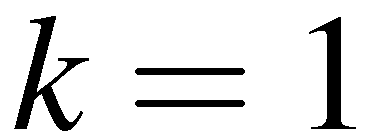 k = 1